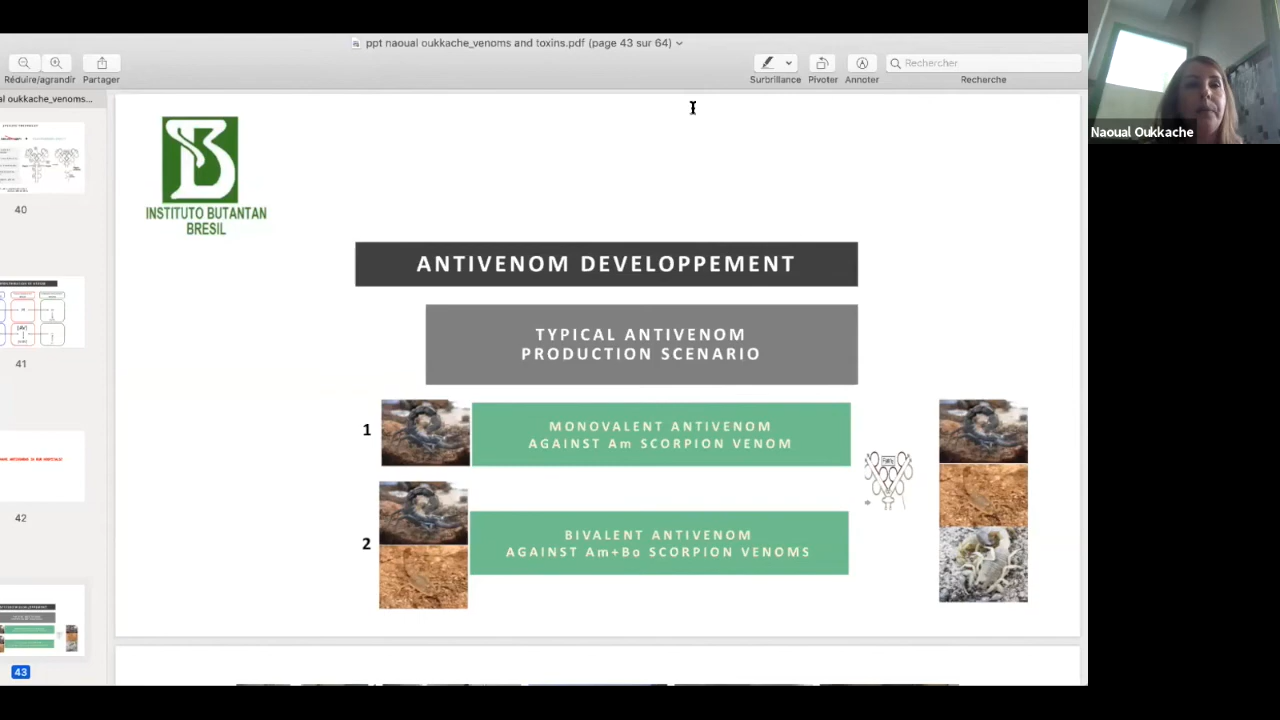 ppt naoual oukkache_venoms and toxins.pdf (page 43 sur 64)
Réduire/agrandir
Partager
Surbrillance
Pivoter
Annoter
Rechercher
Recherche
al oukkache_venoms...
Naoual Oukkache
40
41
42
43
INSTITUTO BUTANTAN
BRESIL
ANTIVENOM DEVELOPPEMENT
TYPICAL ANTIVENOM
PRODUCTION SCENARIO
1
MONOVALENT ANTIVENOM
AGAINST Am SCORPION VENOM
2
BIVALENT ANTIVENOM
AGAINST Am+Bo SCORPION VENOMS